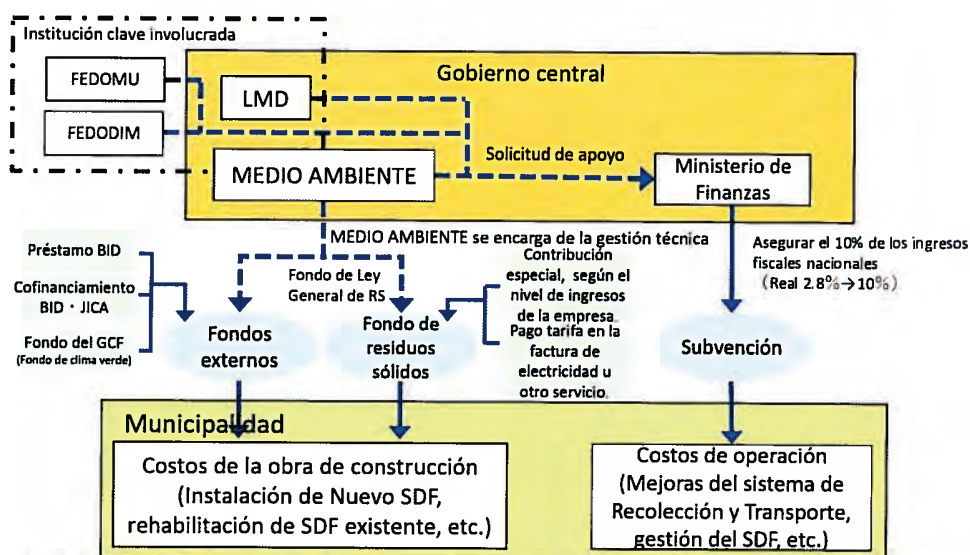 Institución clave involucrada
FEDOMU
FEDODIM
Gobierno central
LMD
MEDIO AMBIENTE
Solicitud de apoyo
Ministerio de
Finanzas
MEDIO AMBIENTE se encarga de la gestión técnica
Préstamo BID
Cofinanciamiento
BID・JICA
Fondo del GCF
(Fondo de clima verde)
Fondos
externos
Fondo de Ley
General de RS
Fondo de
residuos
sólidos
Contribución
especial, según el
nivel de ingresos
de la empresa
Pago tarifa en la
factura de
electricidad u
otro servicio.
Asegurar el 10% de los ingresos
fiscales nacionales
(Real 2.8%→10%)
Subvención
Municipalidad
Costos de la obra de construcción
(Instalación de Nuevo SDF,
rehabilitación de SDF existente, etc.)
Costos de operación
(Mejoras del sistema de
Recolección y Transporte,
gestión del SDF, etc.)